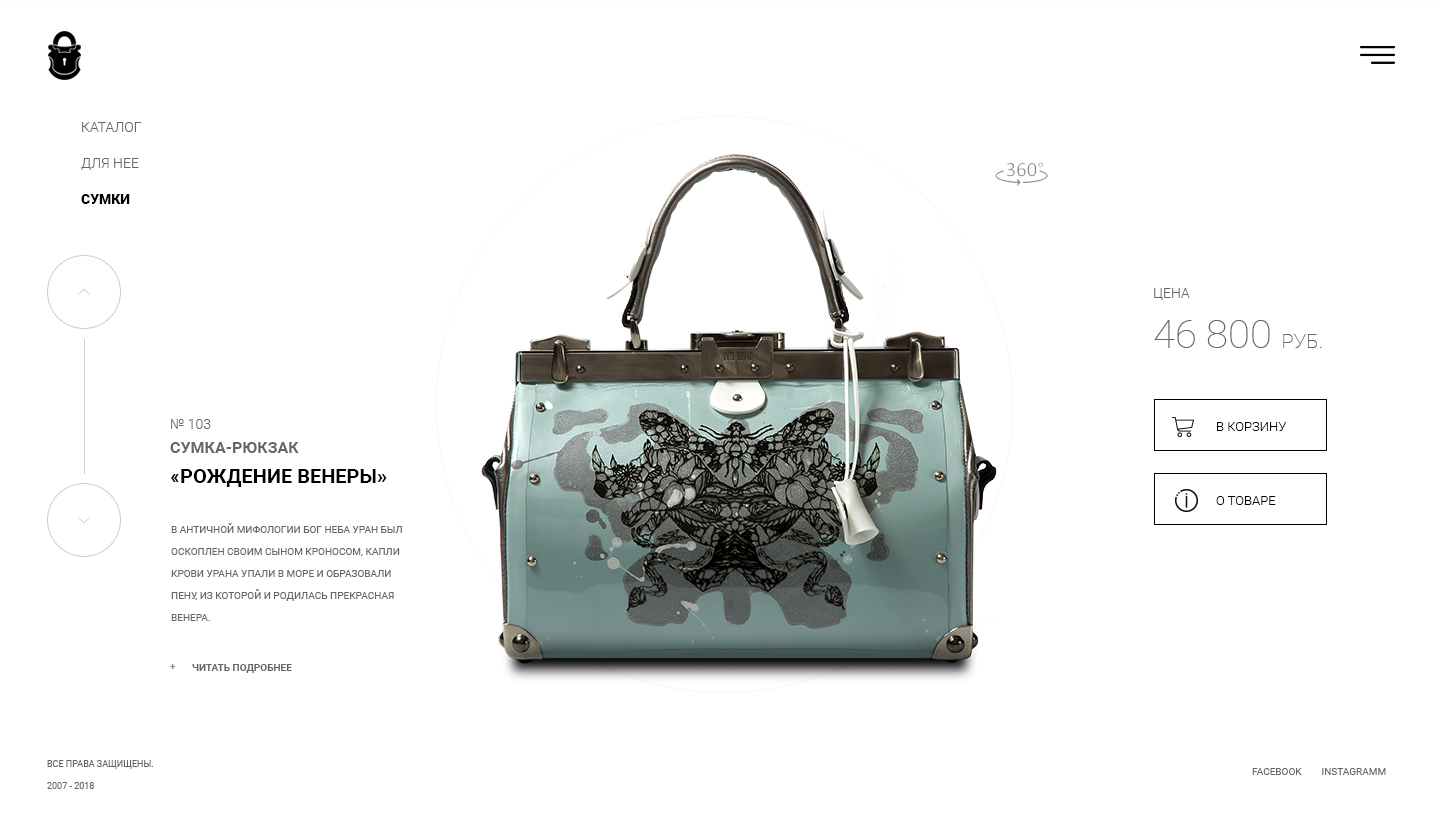 КАТАЛОГ
ДЛЯ НЕЕ
СУМКИ
360°
ЦЕНА
46 800 РУБ.
В КОРЗИНУ
О ТОВАРЕ
№ 103
СУМКА-РЮКЗАК
«РОЖДЕНИЕ ВЕНЕРЫ»
В АНТИЧНОЙ МИФОЛОГИИ БОГ НЕБА УРАН БЫЛ
ОСКОПЛЕН СВОИМ СЫНОМ КРОНОСОМ, КАПЛИ
КРОВИ УРАНА УПАЛИ В МОРЕ И ОБРАЗОВАЛИ
ПЕНУ, ИЗ КОТОРОЙ И РОДИЛАСЬ ПРЕКРАСНАЯ
ВЕНЕРА.
+ ЧИТАТЬ ПОДРОБНЕЕ
ВСЕ ПРАВА ЗАЩИЩЕНЫ.
2007 - 2018
FACEBOOK INSTAGRAMM